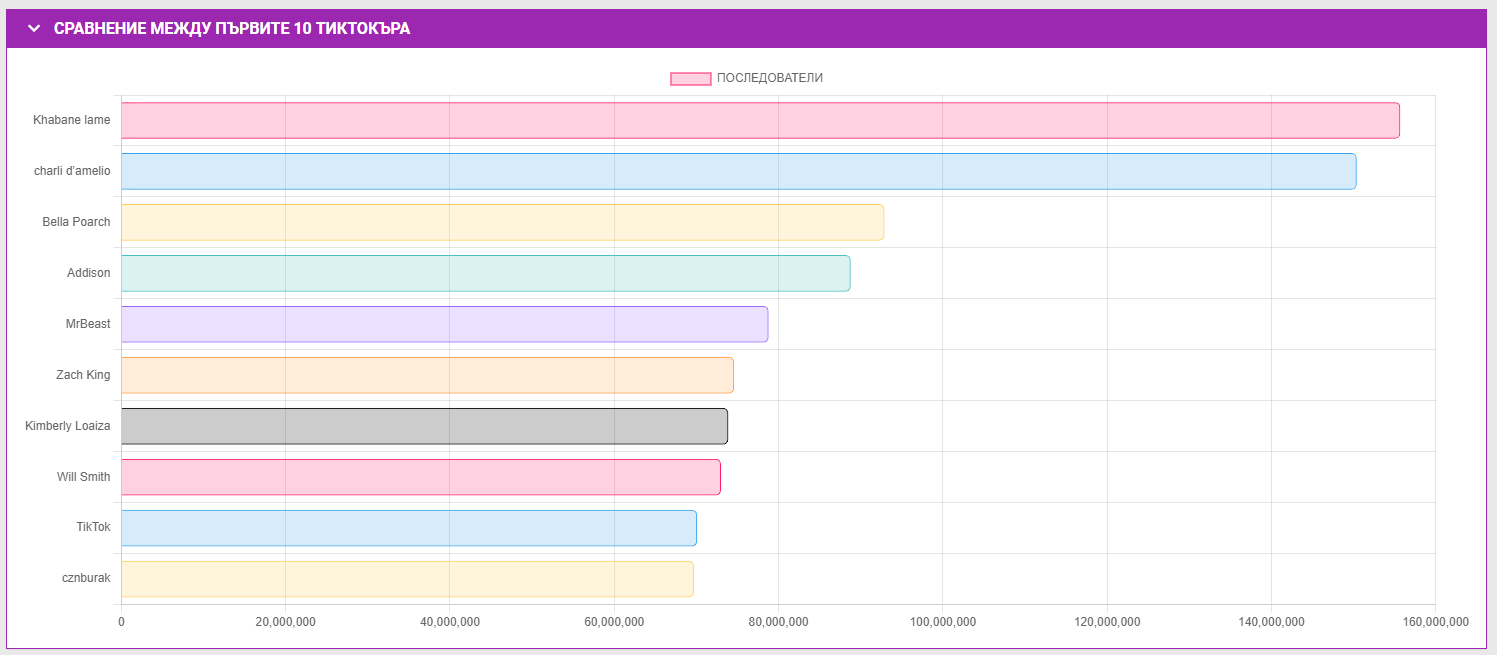 СРАВНЕНИЕ МЕЖДУ ПЪРВИТЕ 10 ТИКТОКЪРА
ПОСЛЕДОВАТЕЛИ
Khabane lame
charli d'amelio
Bella Poarch
Addison
MrBeast
Zach King
Kimberly Loaiza
Will Smith
TikTok
cznburak
0 20,000,000 40,000,000 60,000,000 80,000,000 100,000,000 120,000,000 140,000,000 160,000,000